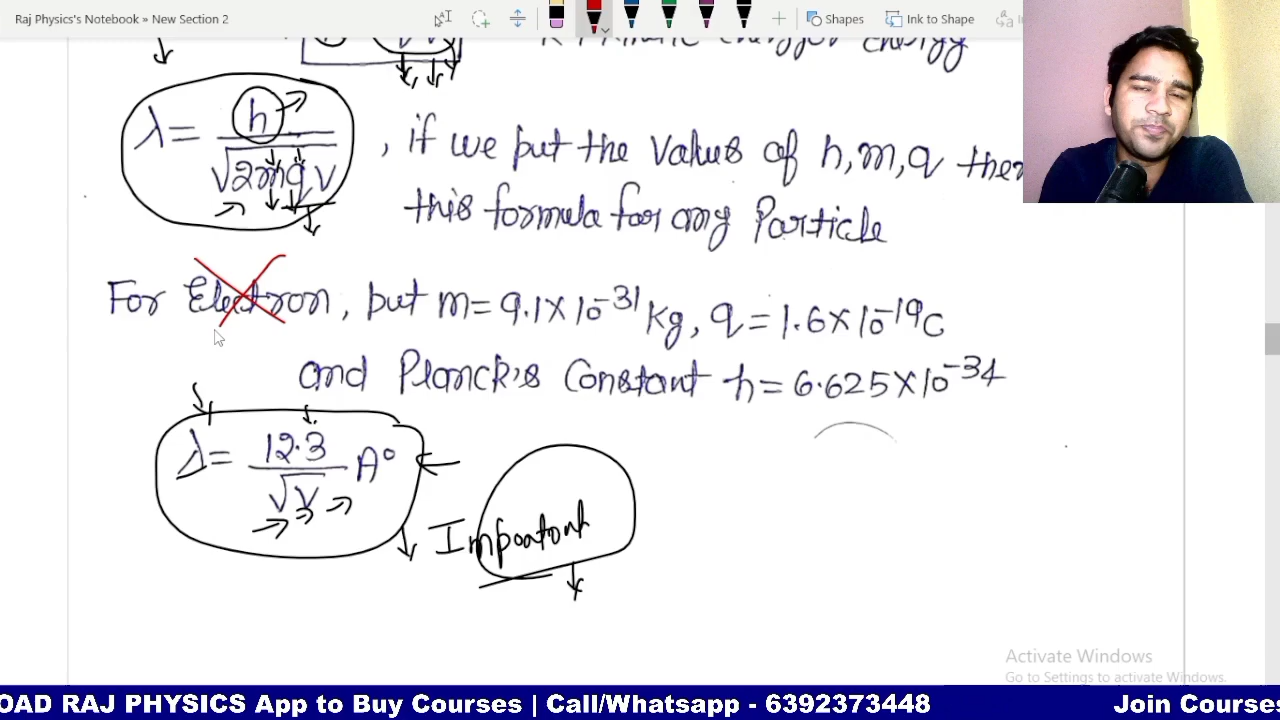 Raj Physics's Notebook » New Section 2
Shapes
Ink to Shape
Energy
λ = h / √2mqV , if we put the values of h, m, q then
this formula for any Particle
For Electron, but m = 9.1 × 10⁻³¹ kg, q = 1.6 × 10⁻¹⁹ C
and Planck's Constant h = 6.625 × 10⁻³⁴
λ = 12.3 / √V A°
Impoatont
Activate Windows
Go to Settings to activate Windows.
OAD RAJ PHYSICS App to Buy Courses | Call/Whatsapp - 6392373448
Join Courses